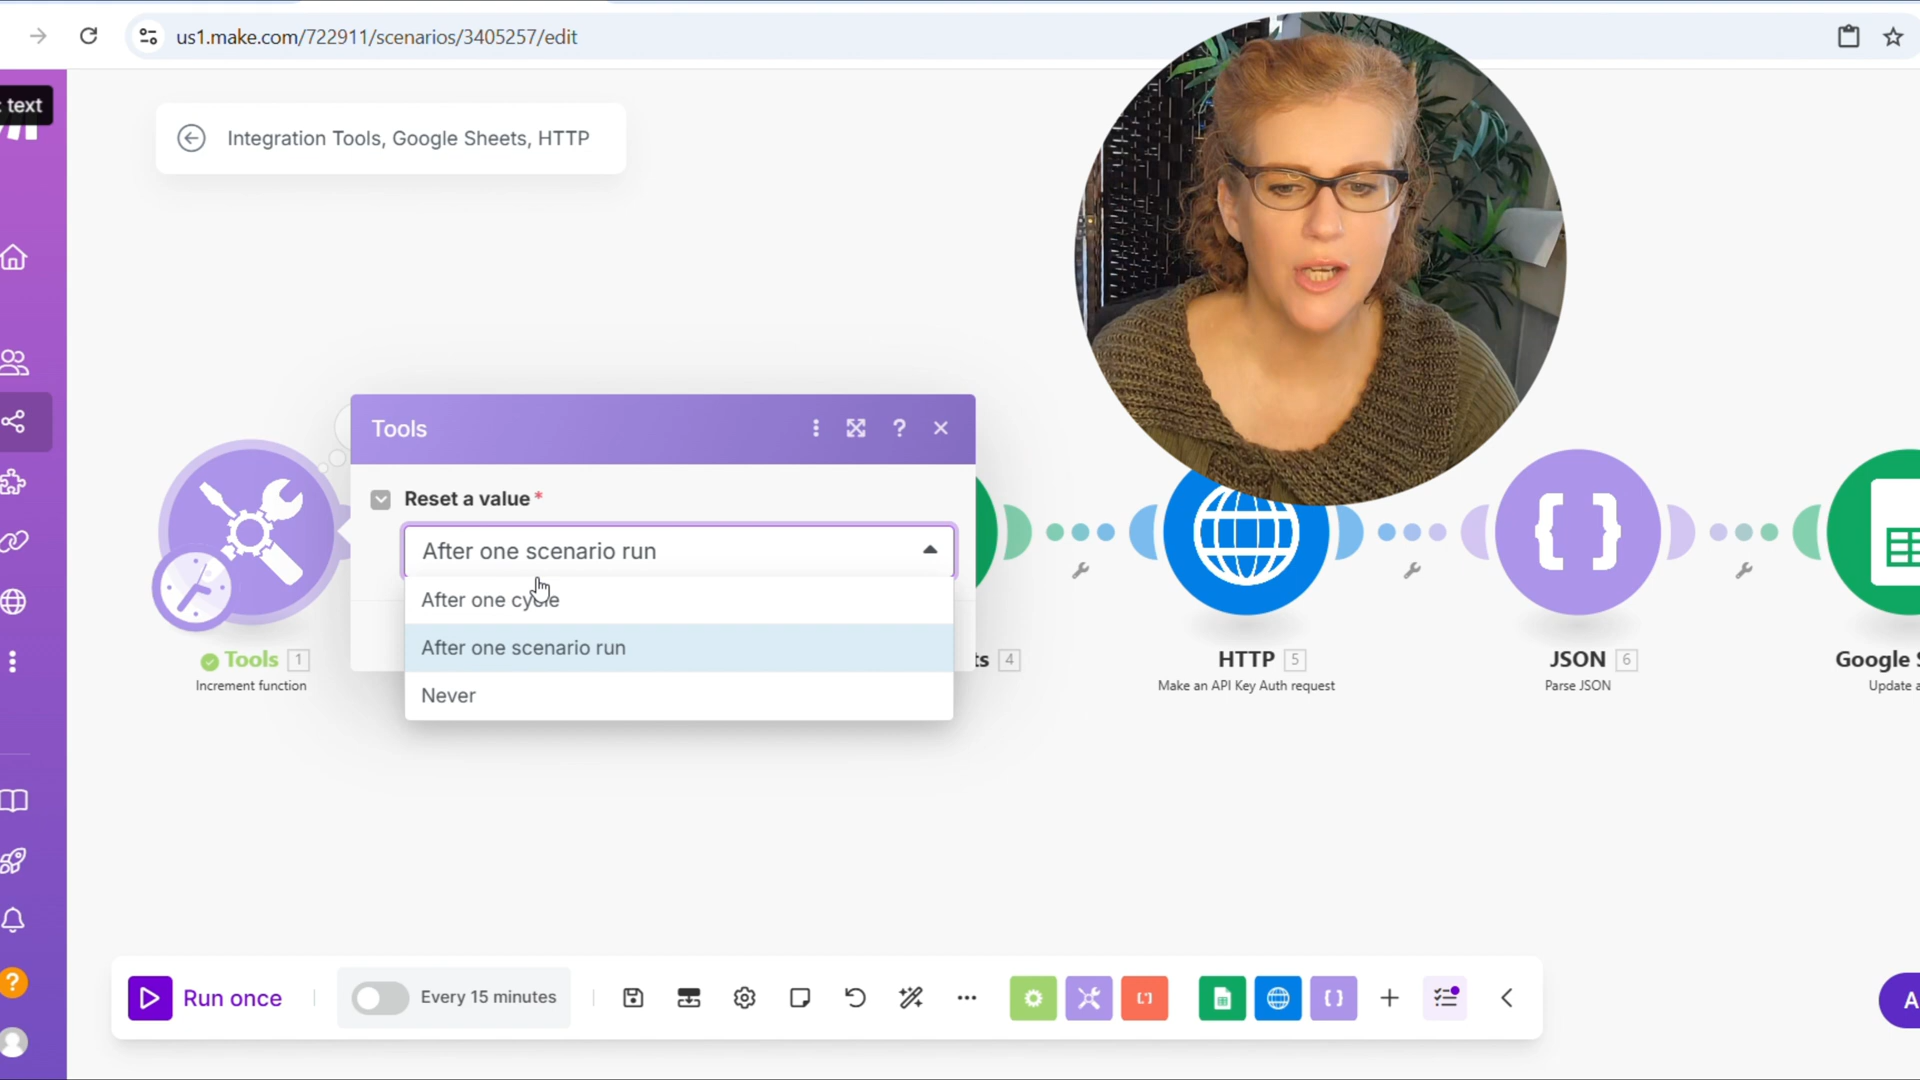 us1.make.com/722911/scenarios/3405257/edit
: text
Integration Tools, Google Sheets, HTTP
Tools
?
Reset a value *
After one scenario run
After one cycle
After one scenario run
Never
Tools 1
Increment function
ts 4
HTTP 5
Make an API Key Auth request
JSON 6
Parse JSON
Google S
Update a
?
Run once
Every 15 minutes
A